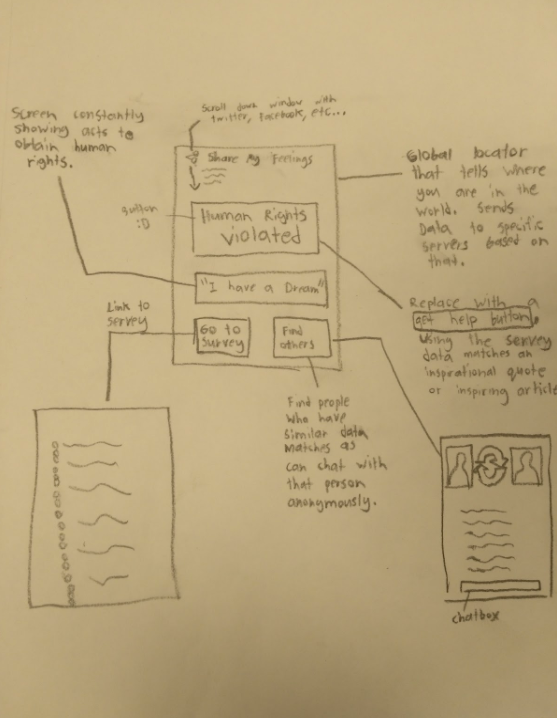 Scroll down window with
twitter, Facebook, etc...
Screen constantly
showing acts to
obtain human
rights.
Share My Feelings
Global locator
that tells where
you are in the
world. Sends
Data to specific
servers based on
that.
button
:D
Human Rights
violated
"I have a Dream"
Replace with a
get help button.
Using the survey
data matches an
inspirational quote
or inspiring article
Link to
survey
Go to
Survey
Find
others
Find people
who have
similar data
matches as
can chat with
that person
anonymously.
chatbox